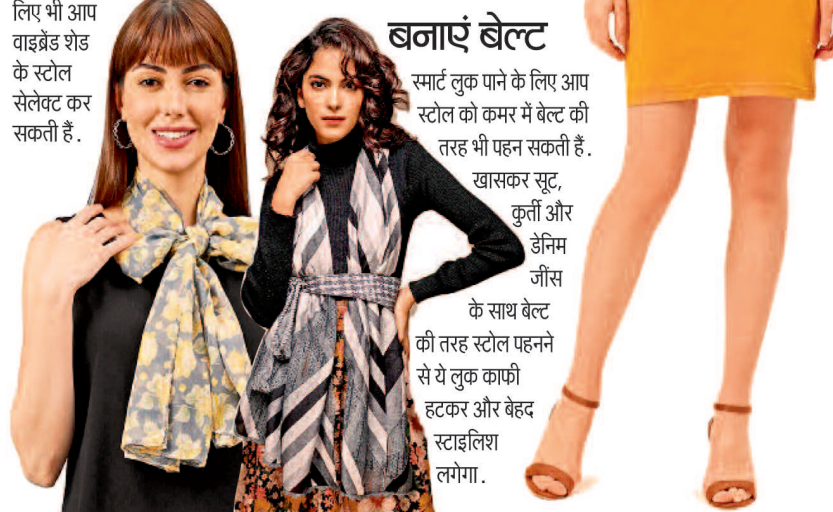 लिए भी आप
वाइब्रेंड शेड
के स्टोल
सेलेक्ट कर
सकती हैं.
बनाएं बेल्ट
स्मार्ट लुक पाने के लिए आप
स्टोल को कमर में बेल्ट की
तरह भी पहन सकती हैं.
खासकर सूट,
कुर्ती और
डेनिम
जींस
के साथ बेल्ट
की तरह स्टोल पहनने
से ये लुक काफी
हटकर और बेहद
स्टाइलिश
लगेगा.